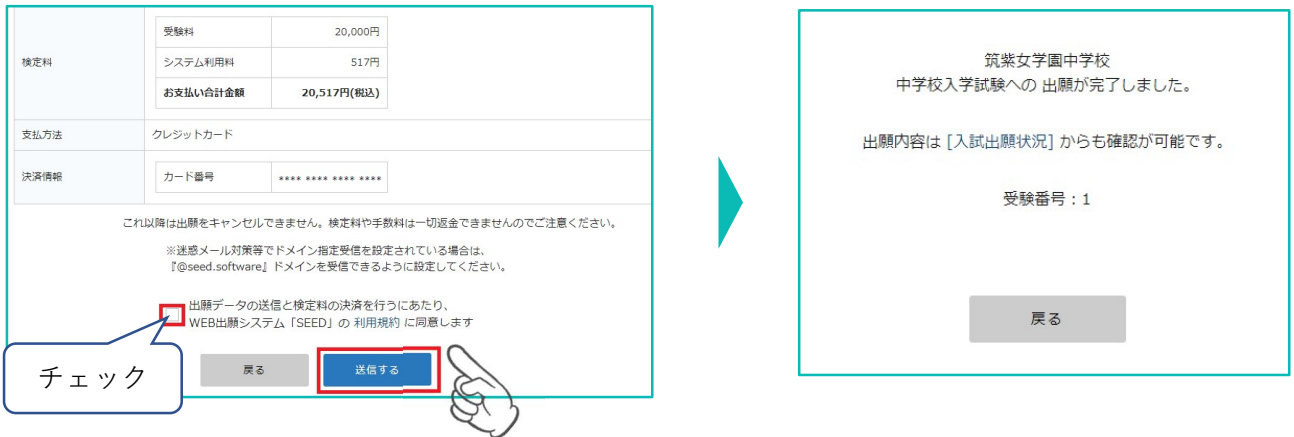 検定料
受験料 20,000円
システム利用料 517円
お支払い合計金額 20,517円(税込)
支払方法 クレジットカード
決済情報 カード番号 **** **** **** ****
これ以降は出願をキャンセルできません。検定料や手数料は一切返金できませんのでご注意ください。
※迷惑メール対策等でドメイン指定受信を設定されている場合は、
『@seed.software』ドメインを受信できるように設定してください。
出願データの送信と検定料の決済を行うにあたり、
WEB出願システム「SEED」の 利用規約 に同意します
チェック
戻る
送信する
筑紫女学園中学校
中学校入学試験への 出願が完了しました。
出願内容は [入試出願状況] からも確認が可能です。
受験番号：1
戻る